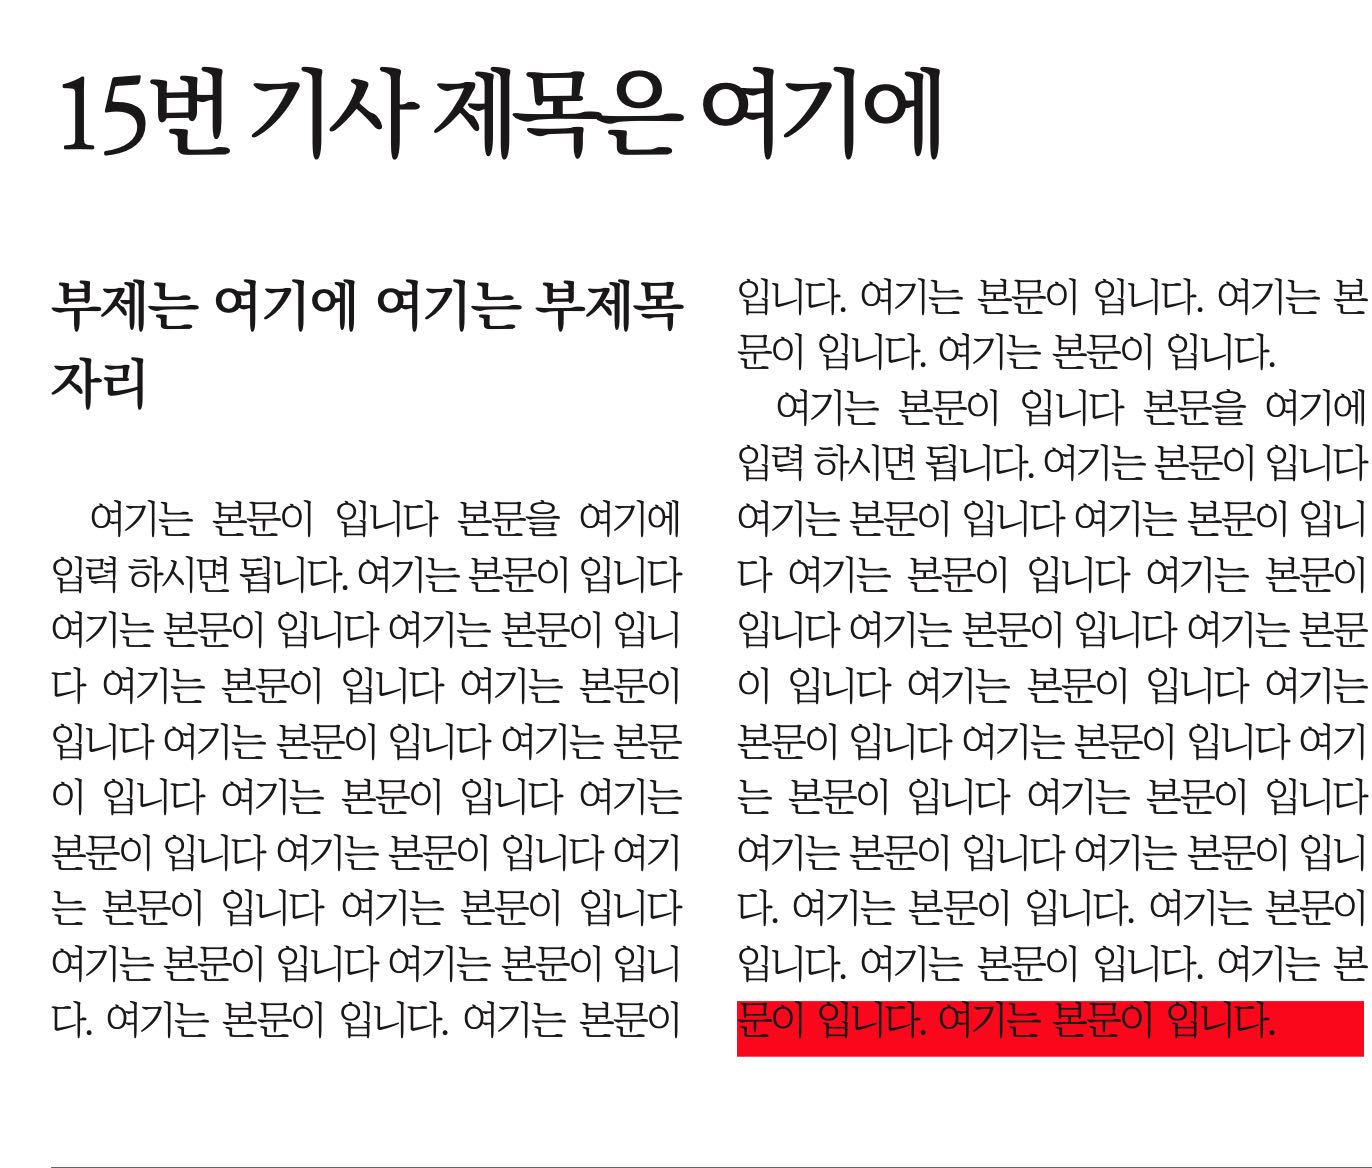 15번 기사 제목은 여기에
부제는 여기에 여기는 부제목
자리
여기는 본문이 입니다 본문을 여기에
입력 하시면 됩니다. 여기는 본문이 입니다
여기는 본문이 입니다 여기는 본문이 입니
다 여기는 본문이 입니다 여기는 본문이
입니다 여기는 본문이 입니다 여기는 본문
이 입니다 여기는 본문이 입니다 여기는
본문이 입니다 여기는 본문이 입니다 여기
는 본문이 입니다 여기는 본문이 입니다
여기는 본문이 입니다 여기는 본문이 입니
다. 여기는 본문이 입니다. 여기는 본문이
입니다. 여기는 본문이 입니다. 여기는 본
문이 입니다. 여기는 본문이 입니다.
여기는 본문이 입니다 본문을 여기에
입력 하시면 됩니다. 여기는 본문이 입니다
여기는 본문이 입니다 여기는 본문이 입니
다 여기는 본문이 입니다 여기는 본문이
입니다 여기는 본문이 입니다 여기는 본문
이 입니다 여기는 본문이 입니다 여기는
본문이 입니다 여기는 본문이 입니다 여기
는 본문이 입니다 여기는 본문이 입니다
여기는 본문이 입니다 여기는 본문이 입니
다. 여기는 본문이 입니다. 여기는 본문이
입니다. 여기는 본문이 입니다. 여기는 본
문이 입니다. 여기는 본문이 입니다.